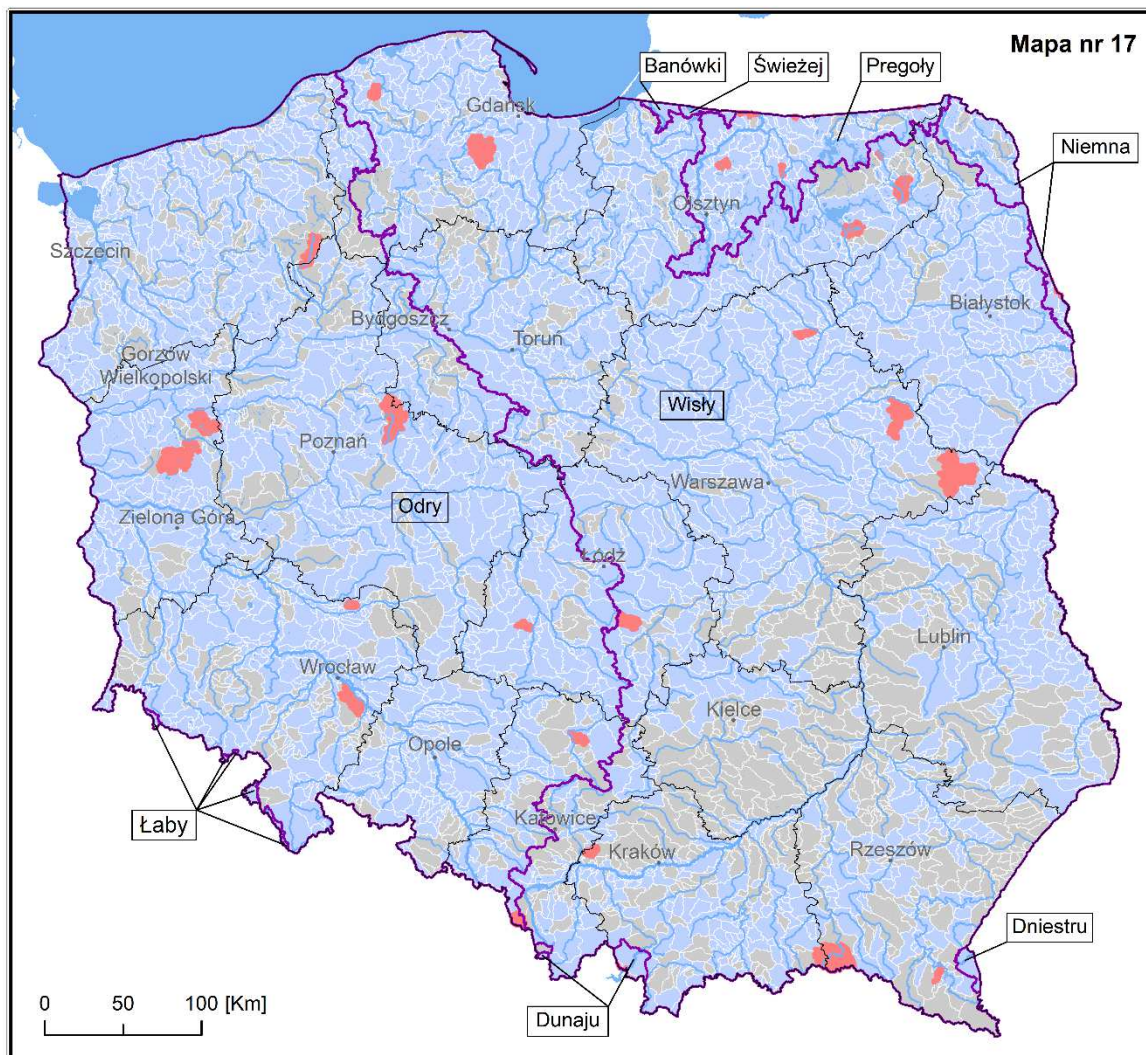 Mapa nr 17
Banówki
Świeżej
Pregoły
Gdańsk
Niemna
Olsztyn
Szczecin
Białystok
Bydgoszcz
Toruń
Gorzów
Wielkopolski
Wisły
Poznań
Warszawa
Odry
Zielona Góra
Łódź
Lublin
Wrocław
Kielce
Opole
Łaby
Katowice
Kraków
Rzeszów
Dniestru
Dunaju
0 50 100 [Km]